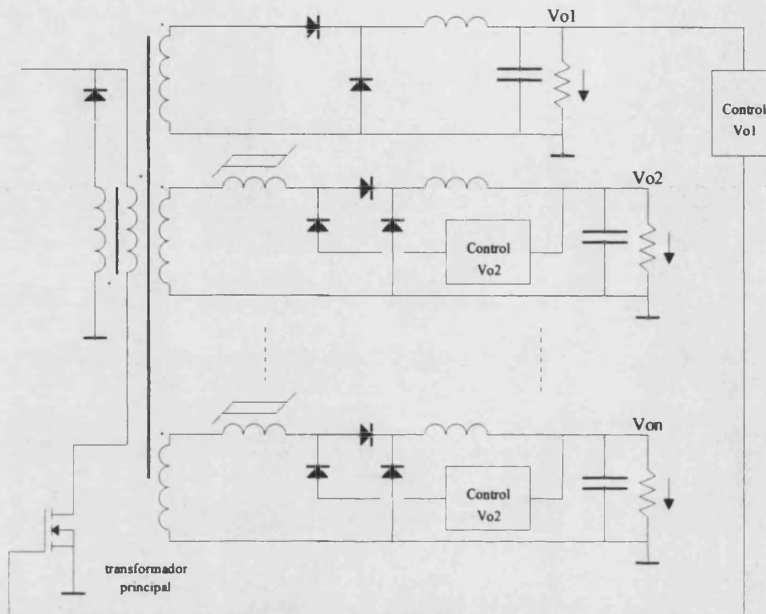 Vo1
Control
Vo1
Vo2
Control
Vo2
Von
Control
Vo2
transformador
principal